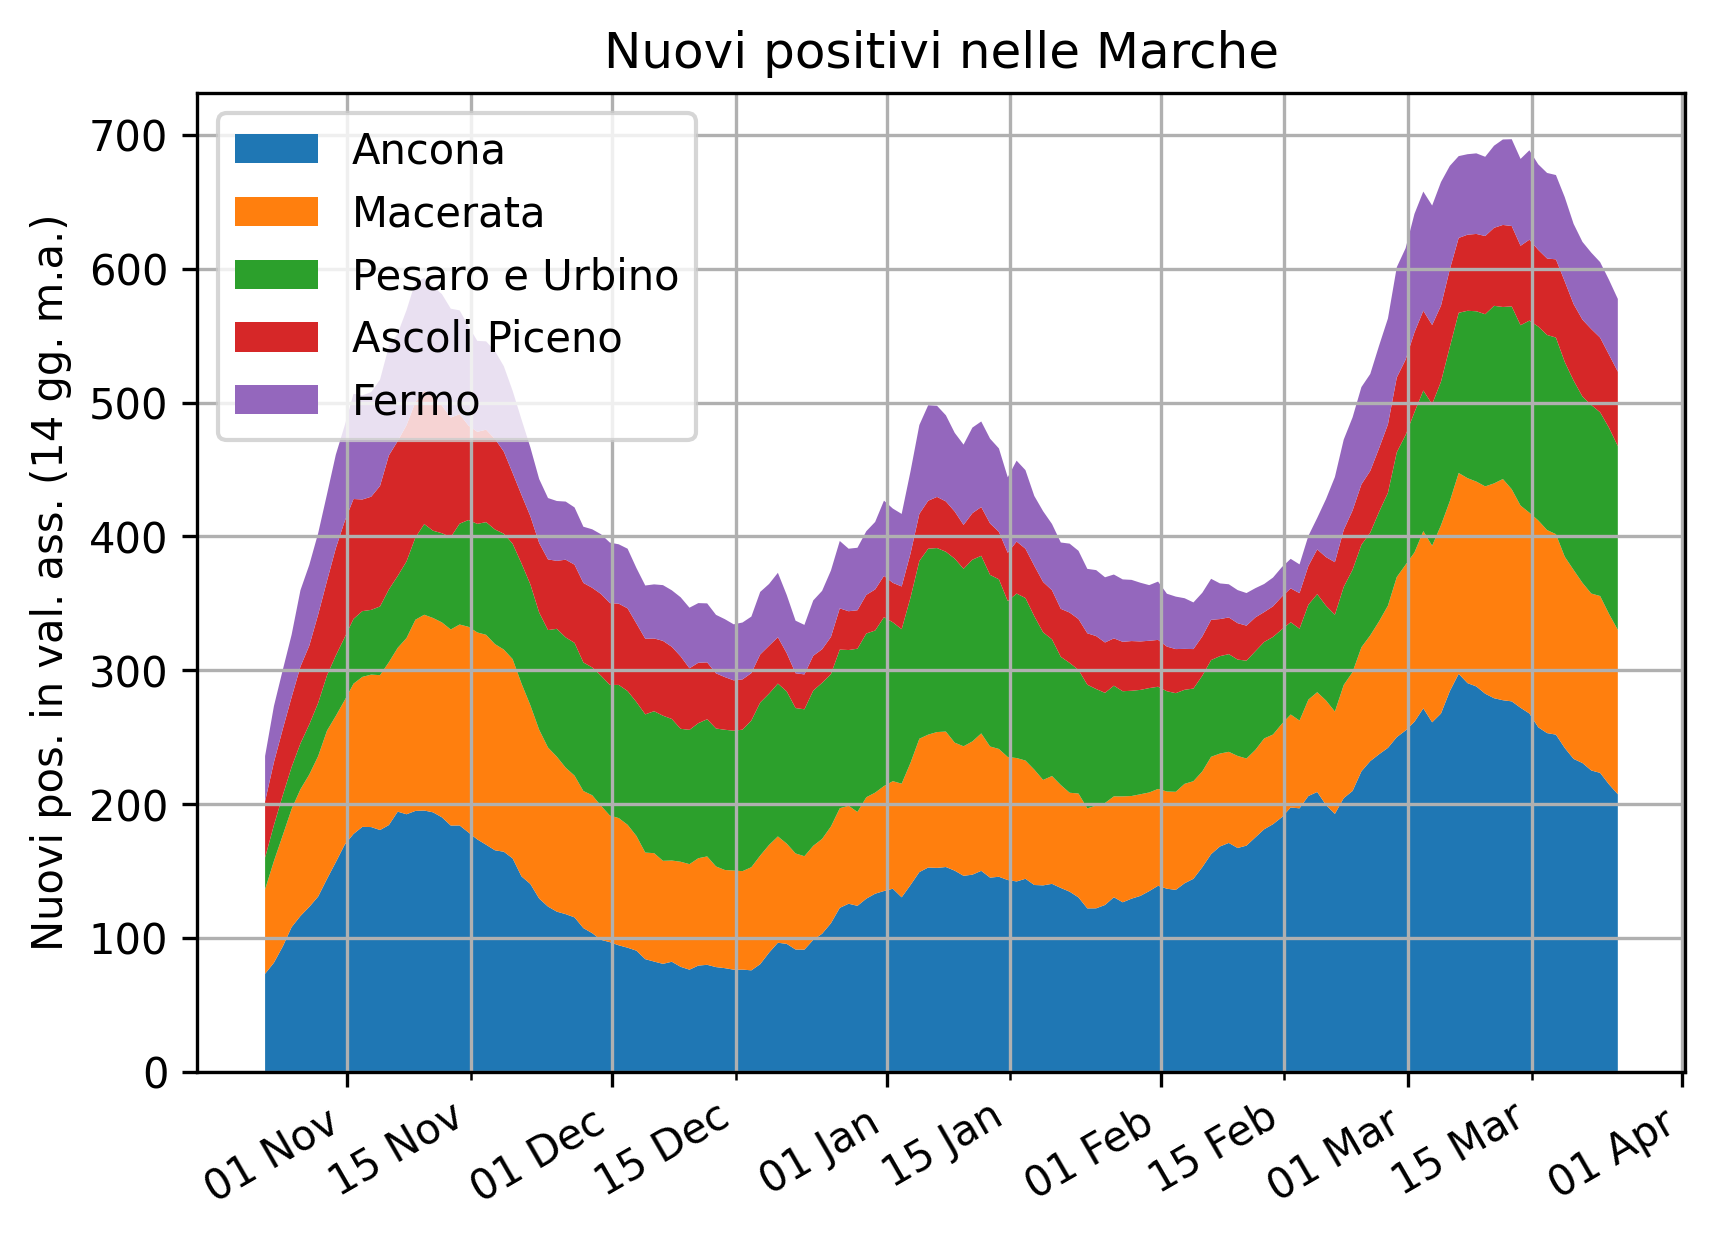 Nuovi positivi nelle Marche
Nuovi pos. in val. ass. (14 gg. m.a.)
700
600
500
400
300
200
100
0
Ancona
Macerata
Pesaro e Urbino
Ascoli Piceno
Fermo
01 Nov
15 Nov
01 Dec
15 Dec
01 Jan
15 Jan
01 Feb
15 Feb
01 Mar
15 Mar
01 Apr